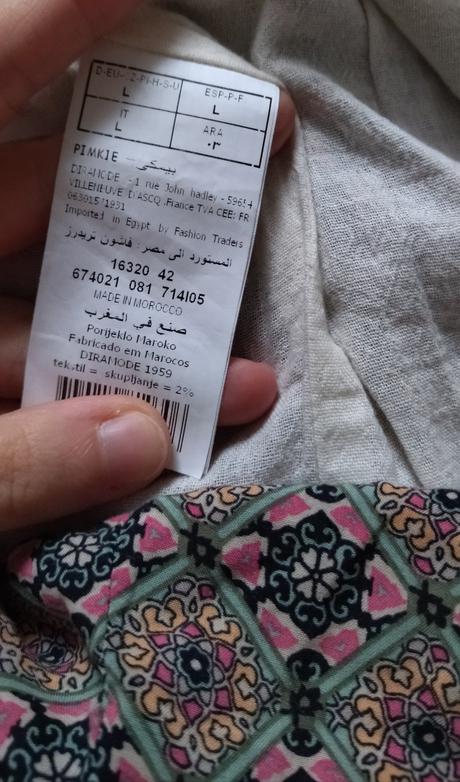 D-EU-CZ-PI-H-S-U
L
ESP-P-F
L
IT
L
ARA
٠٣
PIMKIE – بيمكي
DIRAMODE - 1 rue John hadley - 59654
VILLENEUVE D'ASCQ .France TVA CEE: FR
Imported in Egypt by Fashion Traders
المستورد الى مصر: فاشون تريدرز
16320 42
674021 081 714I05
MADE IN MOROCCO
صنع في المغرب
Porijeklo Maroko
Fabricado em Marocos
DIRAMODE 1959
tekstil = skupljanje = 2%